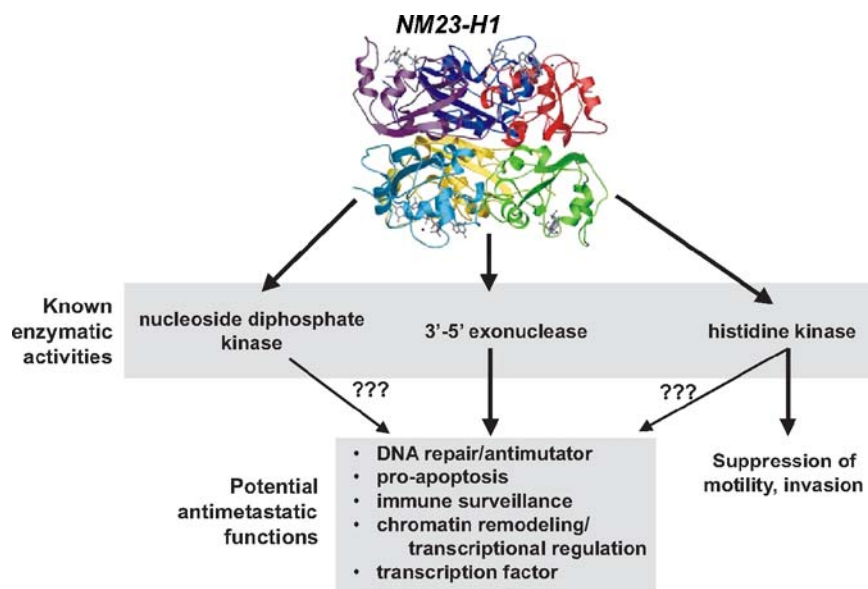 NM23-H1
Known
enzymatic
activities
nucleoside diphosphate
kinase
3'-5' exonuclease
histidine kinase
???
???
Potential
antimetastatic
functions
• DNA repair/antimutator
• pro-apoptosis
• immune surveillance
• chromatin remodeling/
transcriptional regulation
• transcription factor
Suppression of
motility, invasion